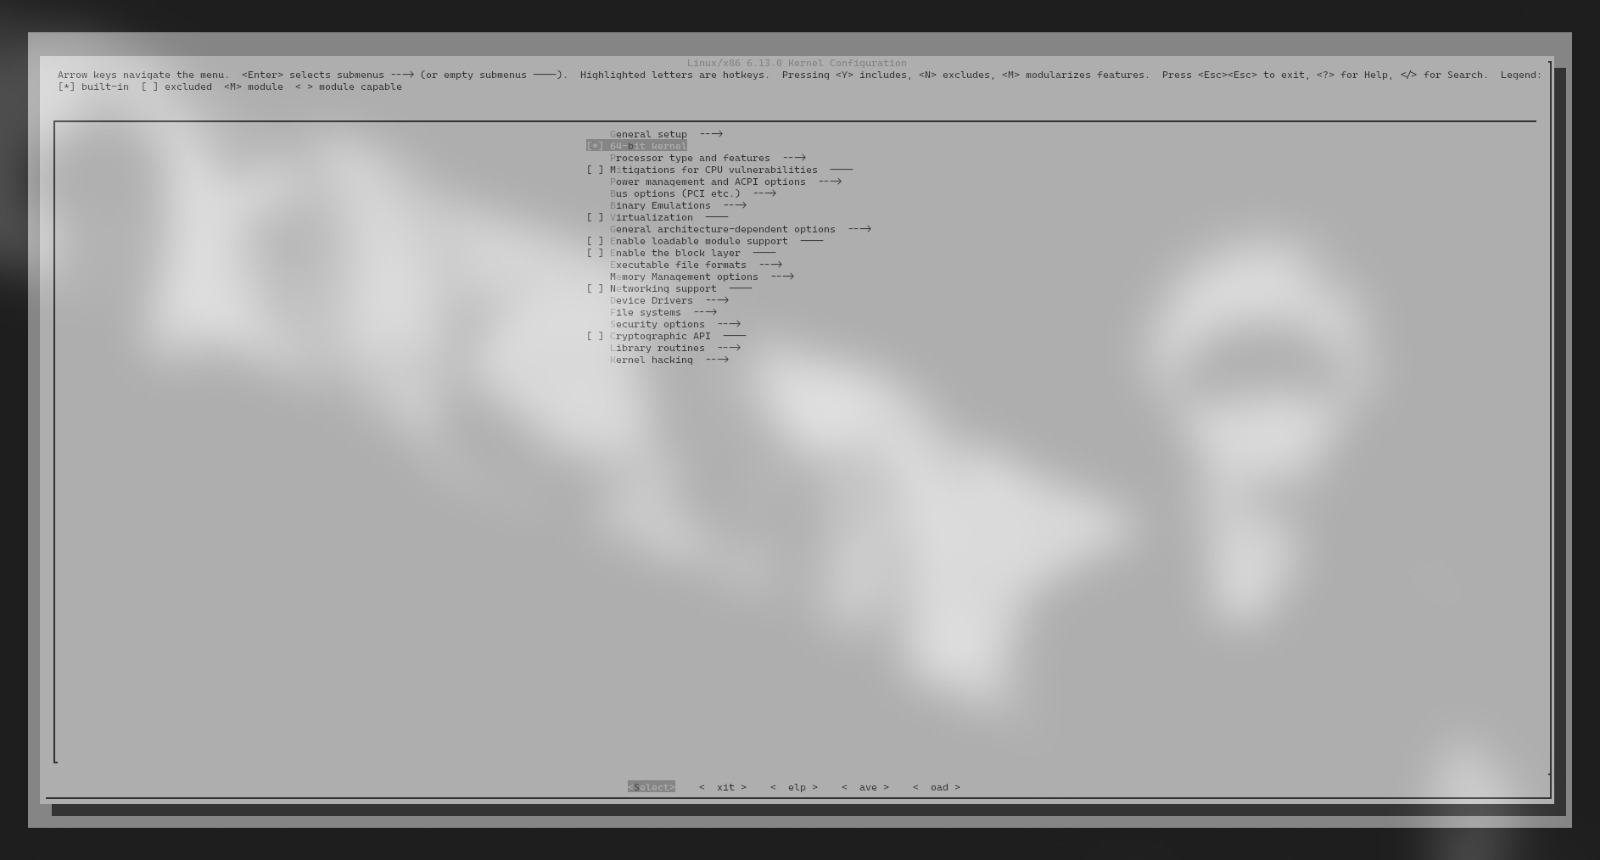 Linux/x86 6.13.0 Kernel Configuration
Arrow keys navigate the menu.  <Enter> selects submenus ---> (or empty submenus ----).  Highlighted letters are hotkeys.  Pressing <Y> includes, <N> excludes, <M> modularizes features.  Press <Esc><Esc> to exit, <?> for Help, </> for Search.  Legend:
[*] built-in  [ ] excluded  <M> module  < > module capable
General setup  --->
[*] 64-bit kernel
Processor type and features  --->
[ ] Mitigations for CPU vulnerabilities  ----
Power management and ACPI options  --->
Bus options (PCI etc.)  --->
Binary Emulations  --->
[ ] Virtualization  ----
General architecture-dependent options  --->
[ ] Enable loadable module support  ----
[ ] Enable the block layer  ----
Executable file formats  --->
Memory Management options  --->
[ ] Networking support  ----
Device Drivers  --->
File systems  --->
Security options  --->
[ ] Cryptographic API  ----
Library routines  --->
Kernel hacking  --->
<Select>    < xit >    < elp >    < ave >    < oad >